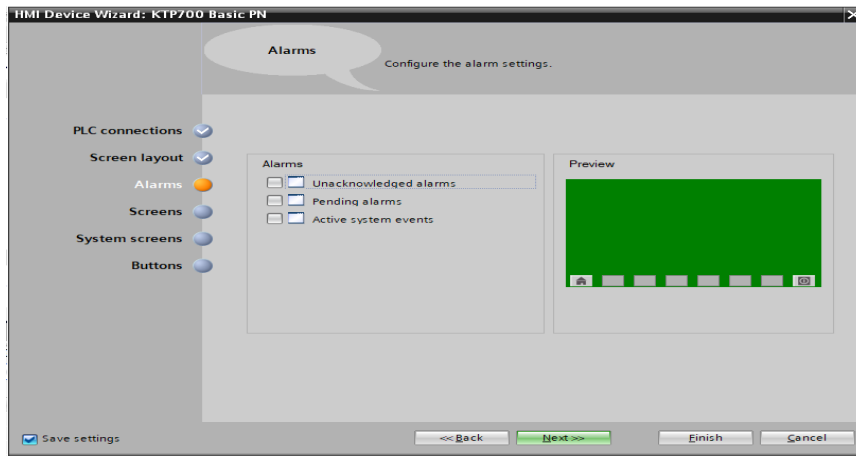 HMI Device Wizard: KTP700 Basic PN
Alarms
Configure the alarm settings.
PLC connections
Screen layout
Alarms
Screens
System screens
Buttons
Alarms
Unacknowledged alarms
Pending alarms
Active system events
Preview
Save settings
<< Back
Next >>
Finish
Cancel